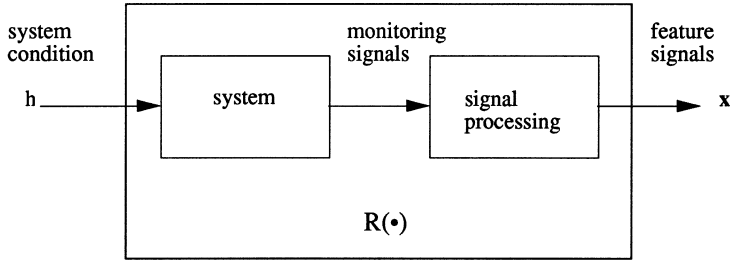 system
condition
h
system
monitoring
signals
signal
processing
feature
signals
x
R(•)